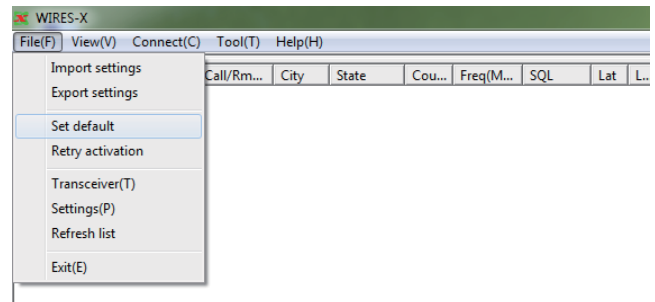 WIRES-X
File(F) View(V) Connect(C) Tool(T) Help(H)
Call/Rm... City State Cou... Freq(M... SQL Lat L...
Import settings
Export settings
Set default
Retry activation
Transceiver(T)
Settings(P)
Refresh list
Exit(E)